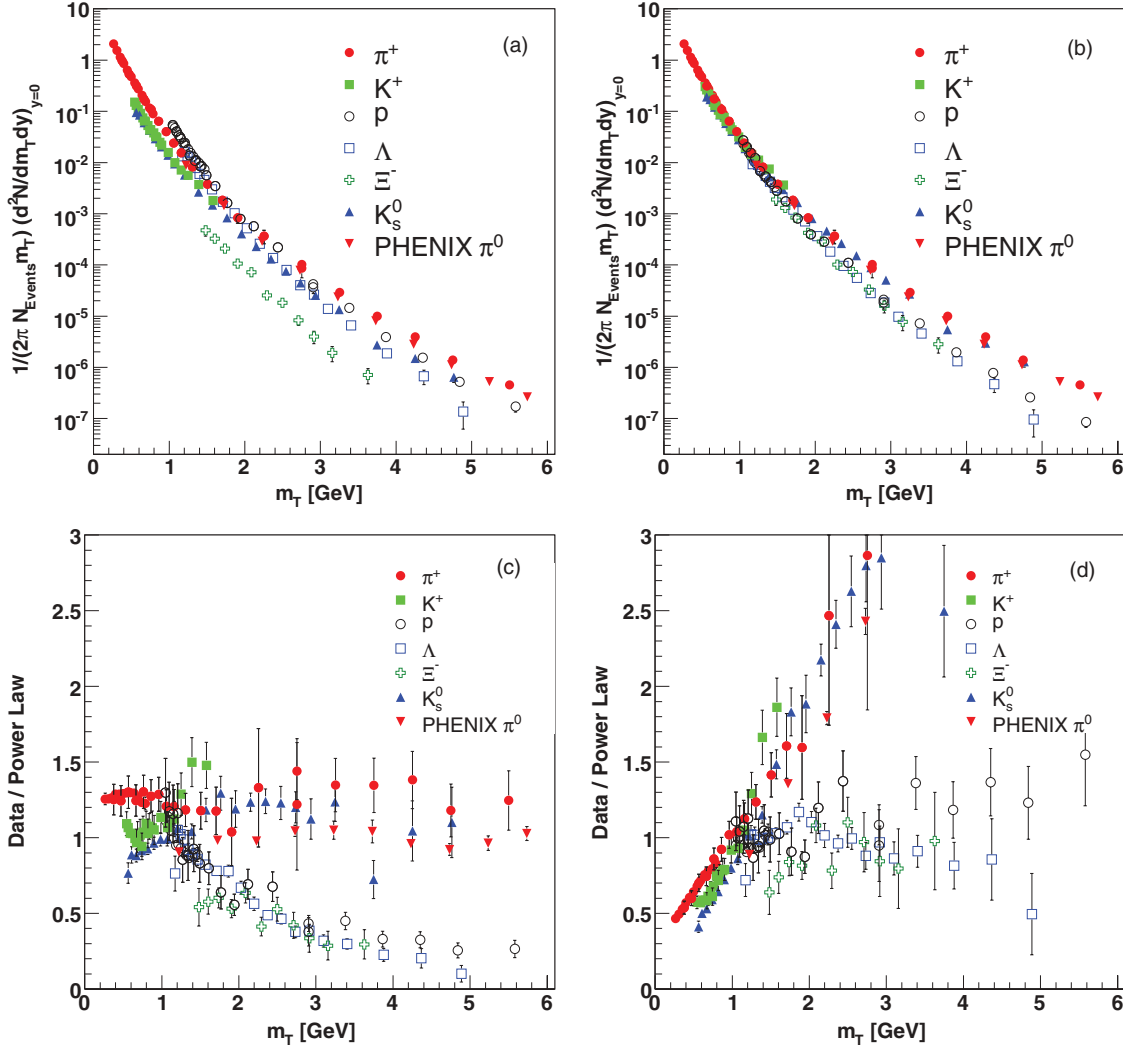 (a)
π⁺
K⁺
p
Λ
Ξ⁻
K⁰ₛ
PHENIX π⁰
1/(2π N_Events m_T) (d²N/dm_T dy)_y=0
1
10⁻¹
10⁻²
10⁻³
10⁻⁴
10⁻⁵
10⁻⁶
10⁻⁷
0 1 2 3 4 5 6
m_T [GeV]
(b)
π⁺
K⁺
p
Λ
Ξ⁻
K⁰ₛ
PHENIX π⁰
1/(2π N_Events m_T) (d²N/dm_T dy)_y=0
1
10⁻¹
10⁻²
10⁻³
10⁻⁴
10⁻⁵
10⁻⁶
10⁻⁷
0 1 2 3 4 5 6
m_T [GeV]
(c)
π⁺
K⁺
p
Λ
Ξ⁻
K⁰ₛ
PHENIX π⁰
Data / Power Law
3
2.5
2
1.5
1
0.5
0
0 1 2 3 4 5 6
m_T [GeV]
(d)
π⁺
K⁺
p
Λ
Ξ⁻
K⁰ₛ
PHENIX π⁰
Data / Power Law
3
2.5
2
1.5
1
0.5
0
0 1 2 3 4 5 6
m_T [GeV]